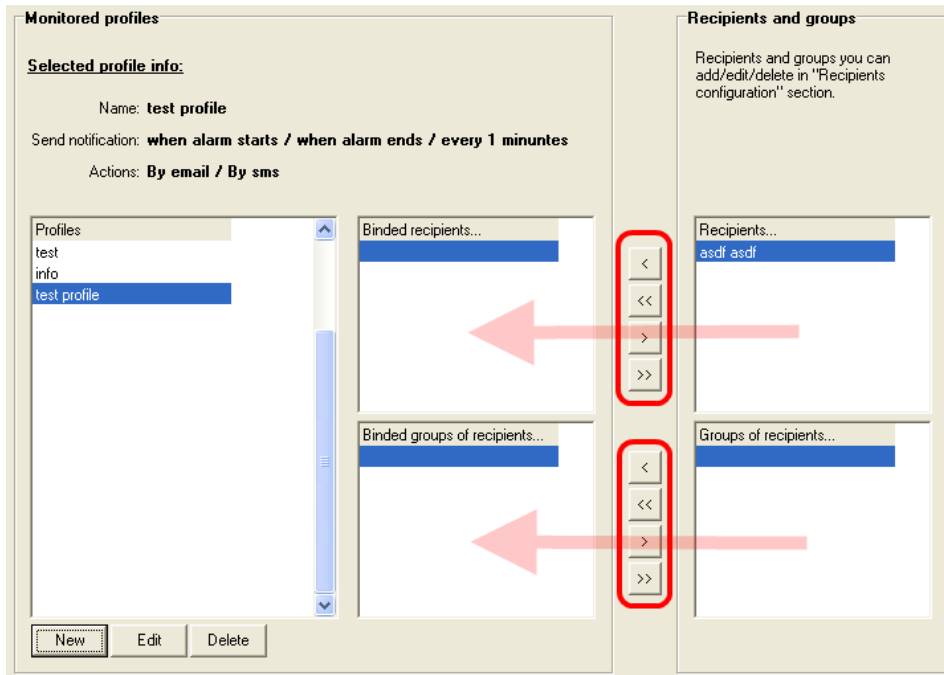 Monitored profiles
Selected profile info:
Name: test profile
Send notification: when alarm starts / when alarm ends / every 1 minuntes
Actions: By email / By sms
Profiles
test
info
test profile
New
Edit
Delete
Binded recipients...
Binded groups of recipients...
<
<<
>
>>
<
<<
>
>>
Recipients and groups
Recipients and groups you can
add/edit/delete in "Recipients
configuration" section.
Recipients...
asdf asdf
Groups of recipients...